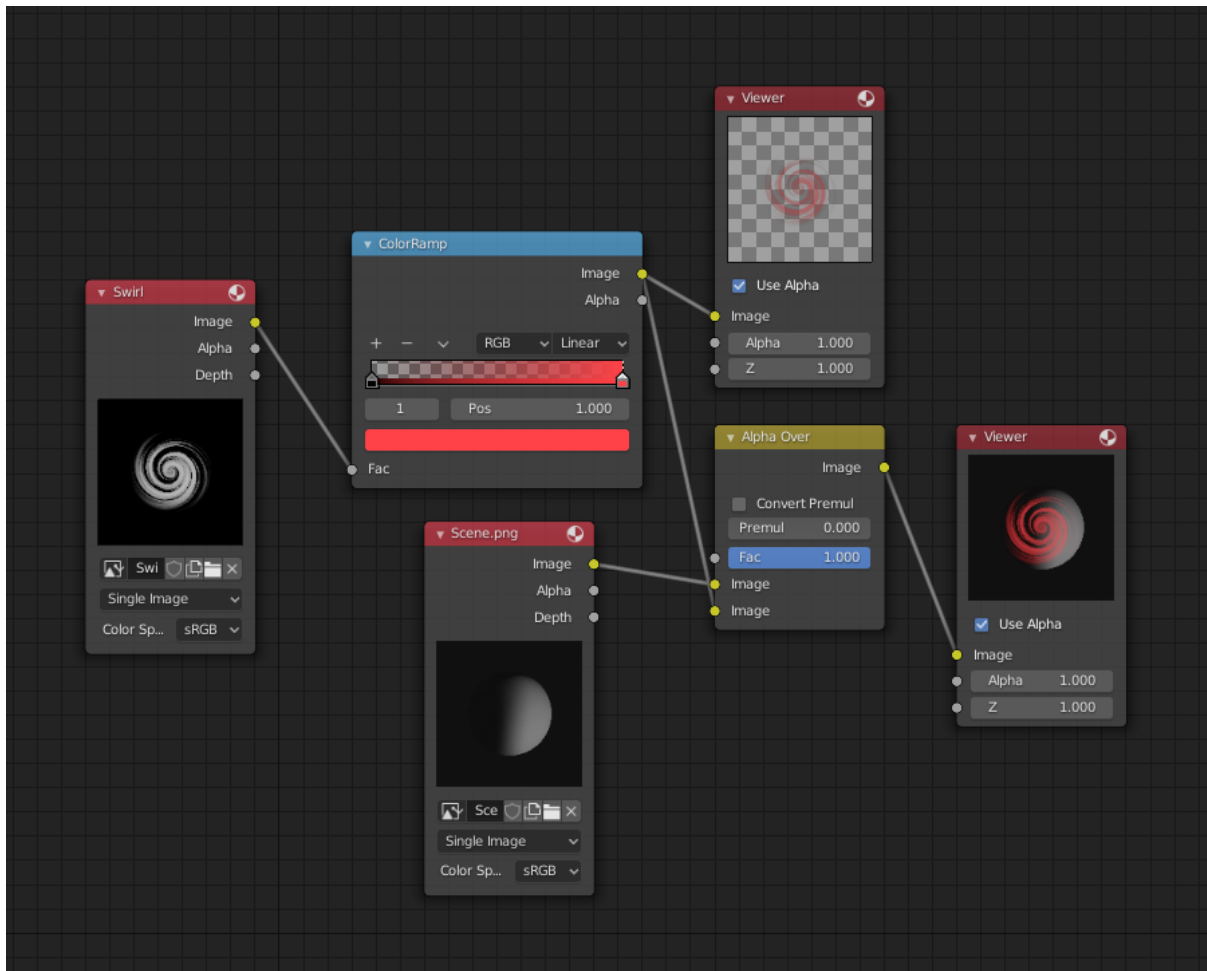 Viewer
Use Alpha
Image
Alpha 1.000
Z 1.000
ColorRamp
Image
Alpha
RGB Linear
1 Pos 1.000
Fac
Swirl
Image
Alpha
Depth
Swi
Single Image
Color Sp... sRGB
Alpha Over
Image
Convert Premul
Premul 0.000
Fac 1.000
Image
Image
Viewer
Use Alpha
Image
Alpha 1.000
Z 1.000
Scene.png
Image
Alpha
Depth
Sce
Single Image
Color Sp... sRGB